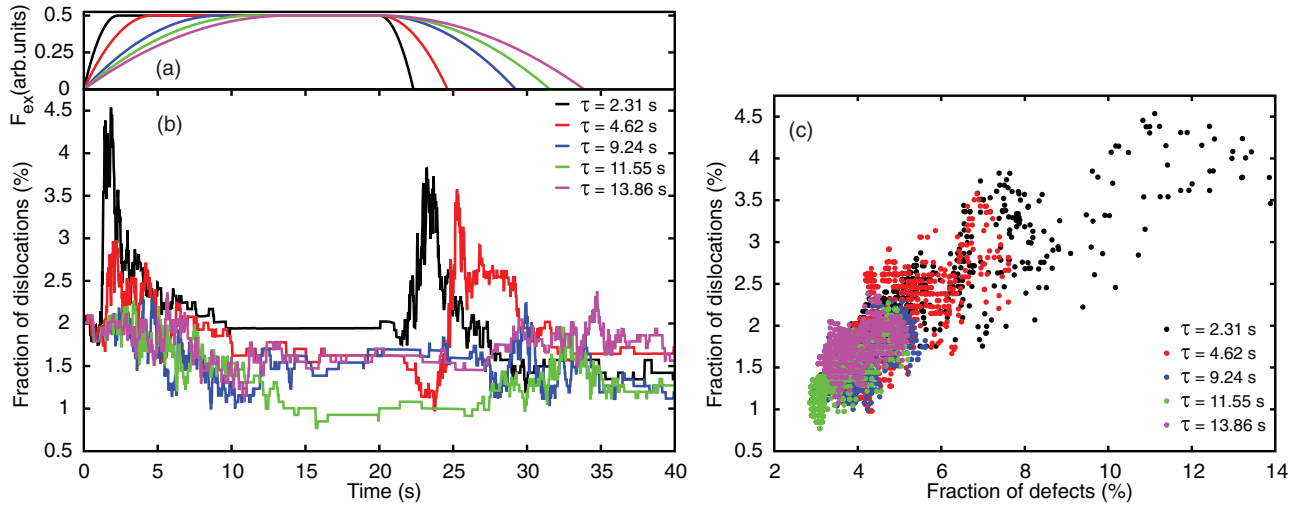 F_ex(arb.units)
0.5
0.25
0
(a)
Fraction of dislocations (%)
4.5
4
3.5
3
2.5
2
1.5
1
0.5
(b)
τ = 2.31 s
τ = 4.62 s
τ = 9.24 s
τ = 11.55 s
τ = 13.86 s
0 5 10 15 20 25 30 35 40
Time (s)
Fraction of dislocations (%)
4.5
4
3.5
3
2.5
2
1.5
1
0.5
(c)
τ = 2.31 s
τ = 4.62 s
τ = 9.24 s
τ = 11.55 s
τ = 13.86 s
2 4 6 8 10 12 14
Fraction of defects (%)